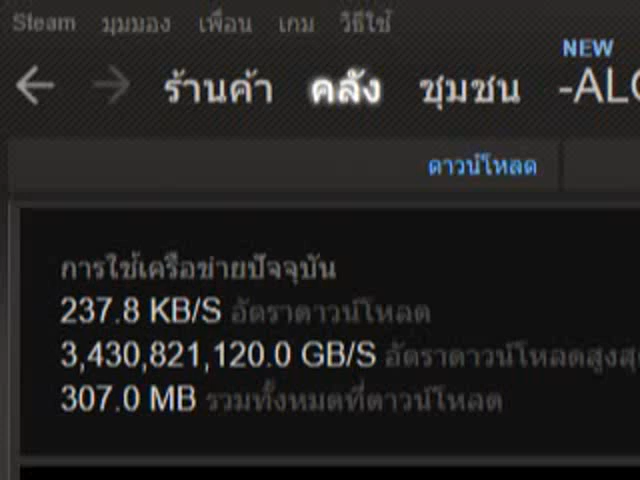 Steam มุมมอง เพื่อน เกม วิธีใช้
NEW
ร้านค้า คลัง ชุมชน -ALO
ดาวน์โหลด
การใช้เครือข่ายปัจจุบัน
237.8 KB/S อัตราดาวน์โหลด
3,430,821,120.0 GB/S อัตราดาวน์โหลดสูงสุ
307.0 MB รวมทั้งหมดที่ดาวน์โหลด